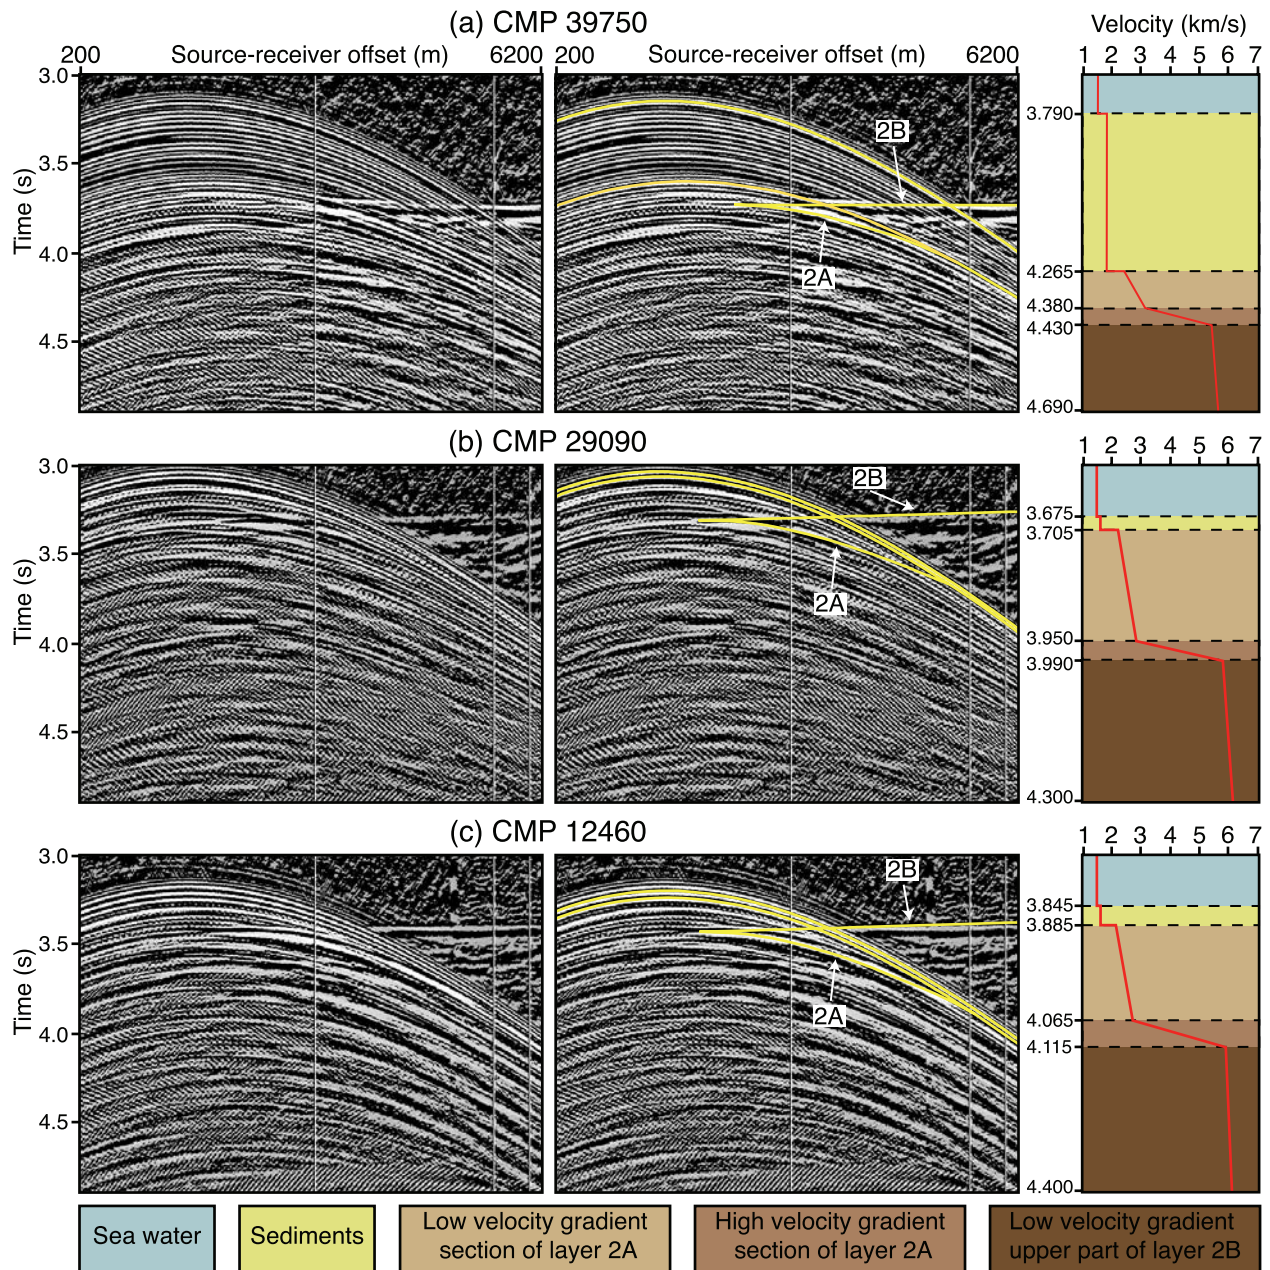 (a) CMP 39750
Velocity (km/s)
200 Source-receiver offset (m) 6200
200 Source-receiver offset (m) 6200
1 2 3 4 5 6 7
3.0
3.5
4.0
4.5
Time (s)
2B
2A
3.790
4.265
4.380
4.430
4.690
(b) CMP 29090
1 2 3 4 5 6 7
3.0
3.5
4.0
4.5
Time (s)
2B
2A
3.675
3.705
3.950
3.990
4.300
(c) CMP 12460
1 2 3 4 5 6 7
3.0
3.5
4.0
4.5
Time (s)
2B
2A
3.845
3.885
4.065
4.115
4.400
Sea water
Sediments
Low velocity gradient
section of layer 2A
High velocity gradient
section of layer 2A
Low velocity gradient
upper part of layer 2B